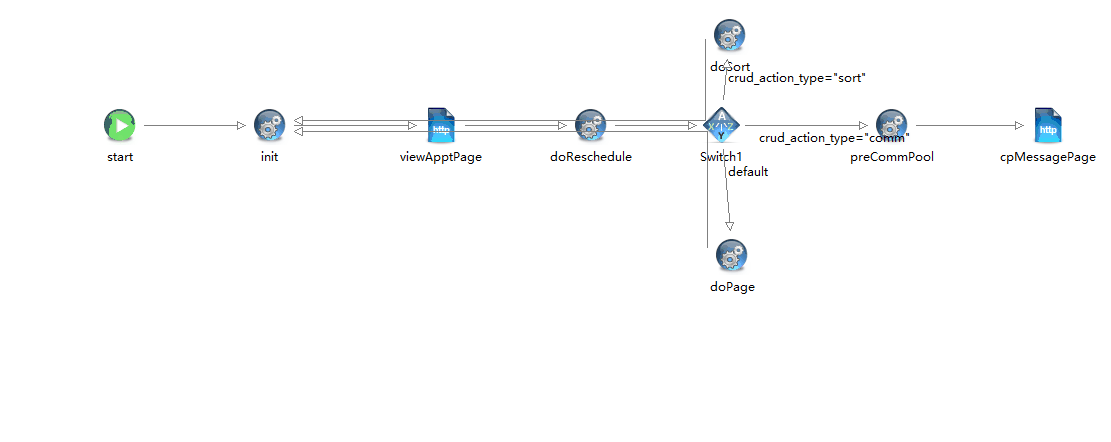 doSort
crud_action_type="sort"
http
A
X
Z
Y
http
crud_action_type="comm"
start
init
viewApptPage
doReschedule
Switch1
preCommPool
cpMessagePage
default
doPage